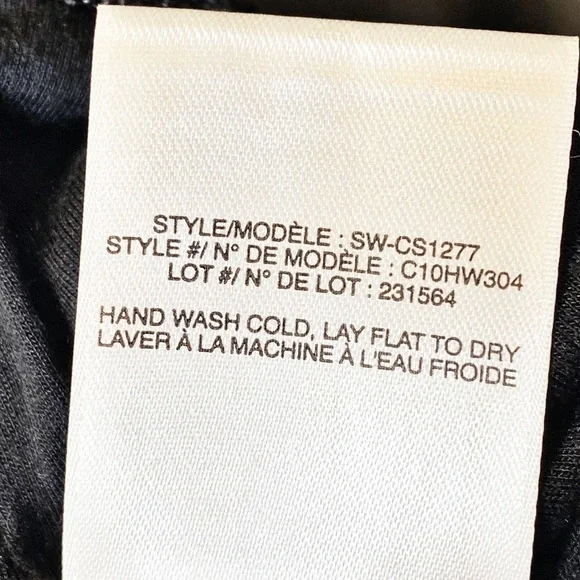 STYLE/MODÈLE : SW-CS1277
STYLE #/ N° DE MODÈLE : C10HW304
LOT #/ N° DE LOT : 231564
HAND WASH COLD, LAY FLAT TO DRY
LAVER À LA MACHINE À L'EAU FROIDE